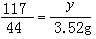 117/44 = y/3.52g